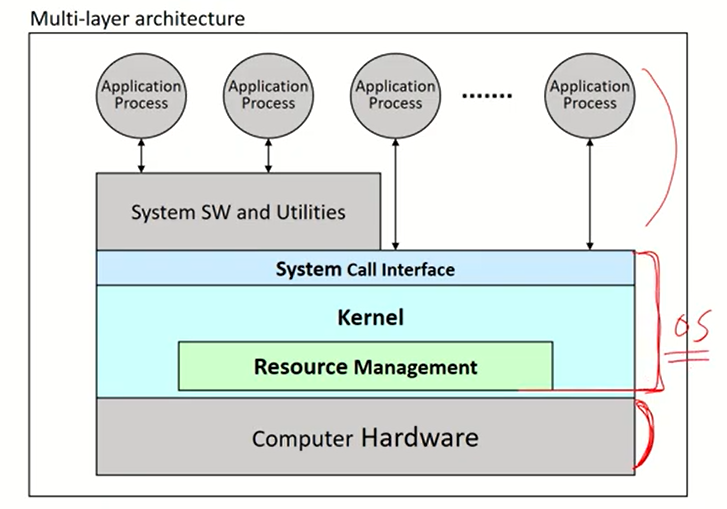 Multi-layer architecture
Application
Process
Application
Process
Application
Process
.......
Application
Process
System SW and Utilities
System Call Interface
Kernel
OS
Resource Management
Computer Hardware